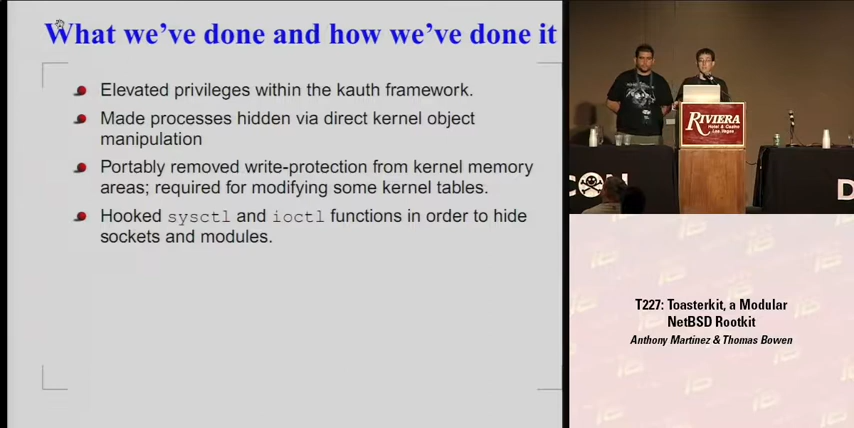 What we've done and how we've done it
Elevated privileges within the kauth framework.
Made processes hidden via direct kernel object
manipulation
Portably removed write-protection from kernel memory
areas; required for modifying some kernel tables.
Hooked sysctl and ioctl functions in order to hide
sockets and modules.
RIVIERA
Hotel & Casino
Las Vegas
CON
D
T227: Toasterkit, a Modular
NetBSD Rootkit
Anthony Martinez & Thomas Bowen